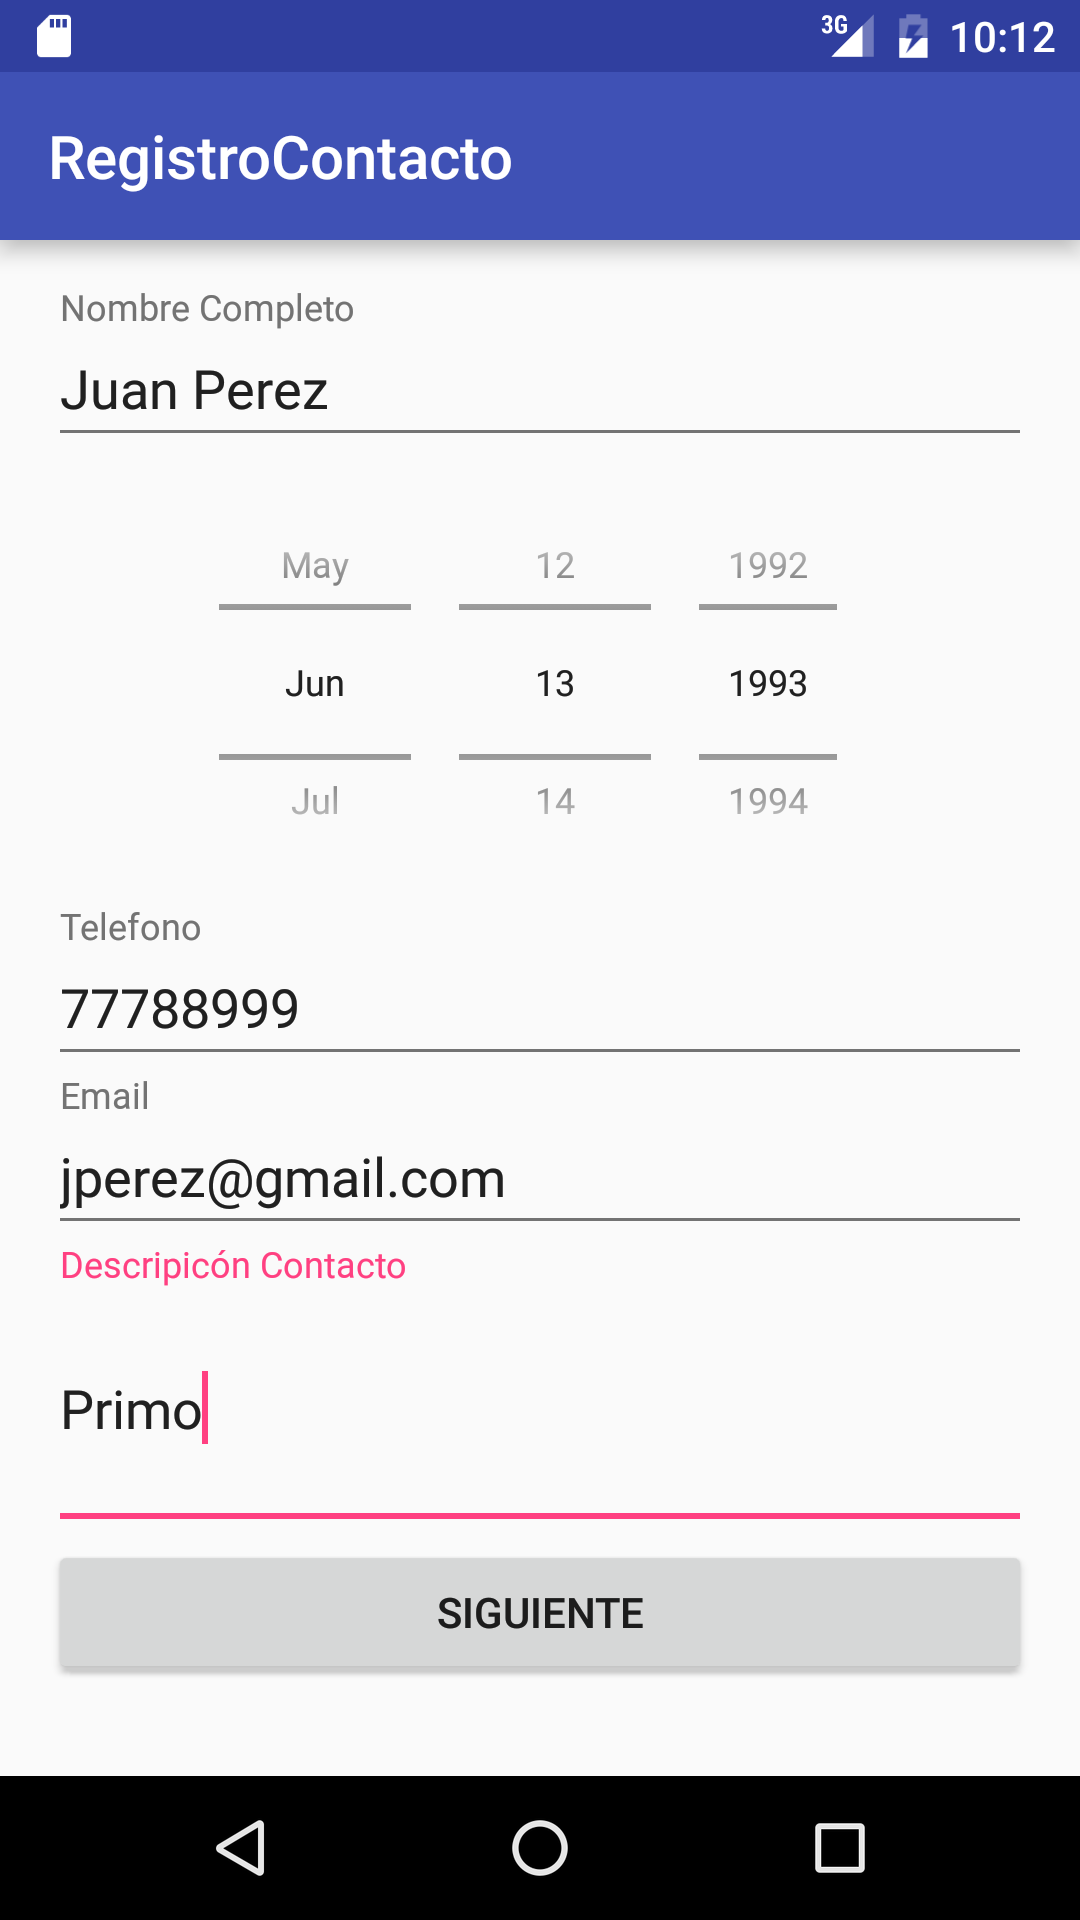 3G 10:12
RegistroContacto
Nombre Completo
Juan Perez
May 12 1992
Jun 13 1993
Jul 14 1994
Telefono
77788999
Email
jperez@gmail.com
Descripicón Contacto
Primo
SIGUIENTE